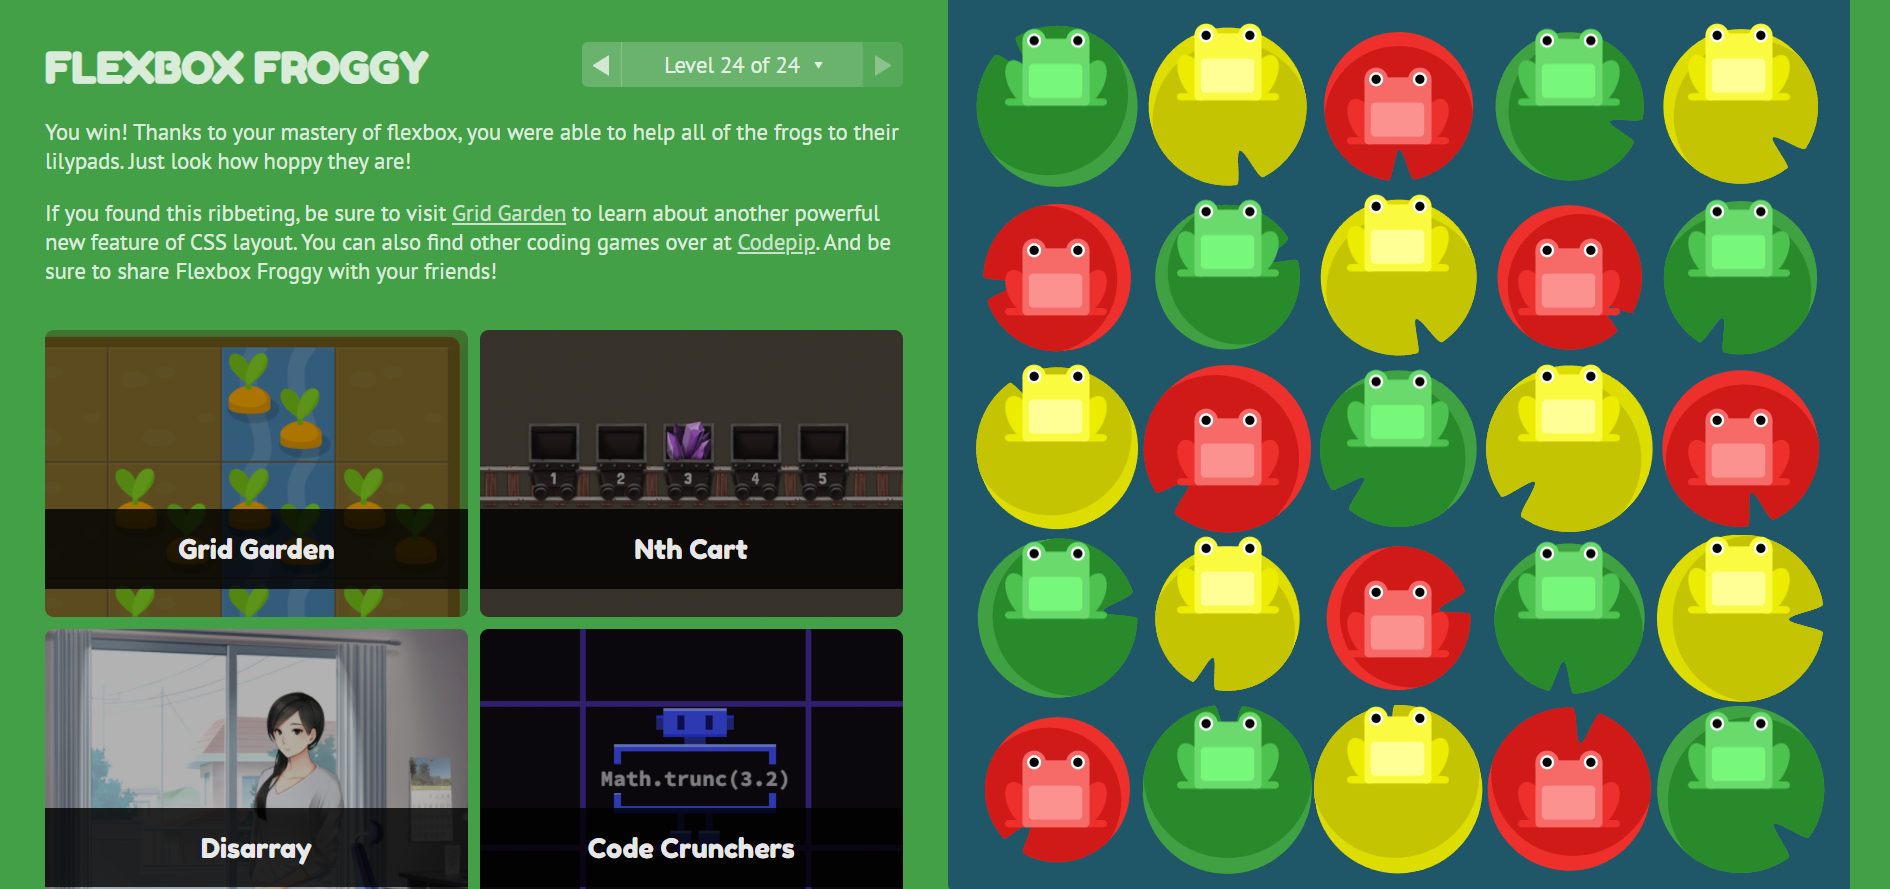 FLEXBOX FROGGY
Level 24 of 24
You win! Thanks to your mastery of flexbox, you were able to help all of the frogs to their
lilypads. Just look how hoppy they are!
If you found this ribbeting, be sure to visit Grid Garden to learn about another powerful
new feature of CSS layout. You can also find other coding games over at Codepip. And be
sure to share Flexbox Froggy with your friends!
1 2 3 4 5
Grid Garden
Nth Cart
Math.trunc(3.2)
Disarray
Code Crunchers